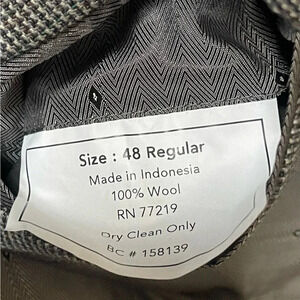 Size : 48 Regular
Made in Indonesia
100% Wool
RN 77219
Dry Clean Only
BC # 158139